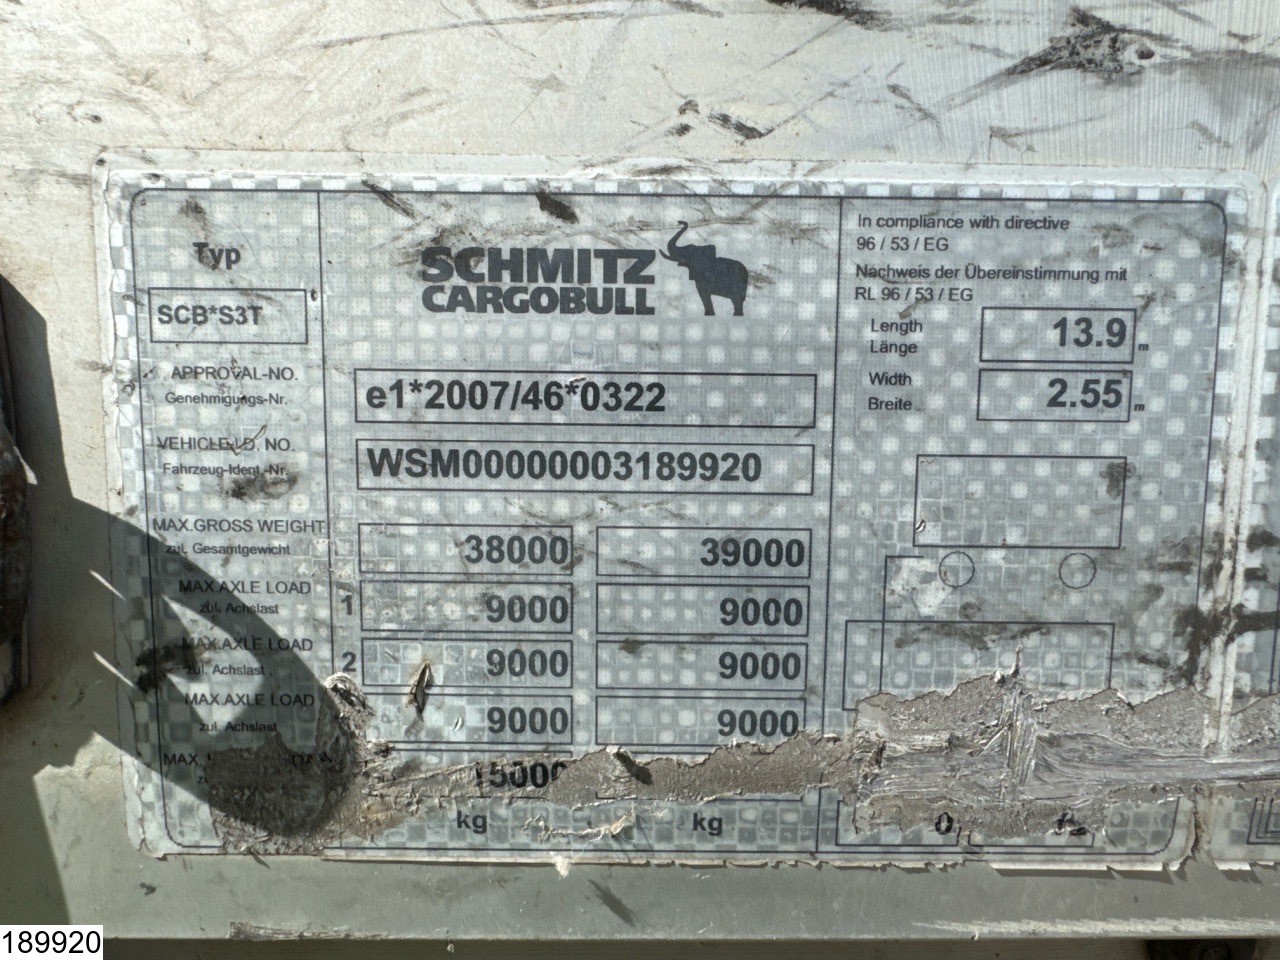 Typ
SCB*S3T
SCHMITZ
CARGOBULL
In compliance with directive
96 / 53 / EG
Nachweis der Übereinstimmung mit
RL 96 / 53 / EG
Length
Länge
13.9 m
Width
Breite
2.55 m
APPROVAL-NO.
Genehmigungs-Nr.
e1*2007/46*0322
VEHICLE-I.D. NO.
Fahrzeug-Ident.-Nr.
WSM00000003189920
MAX.GROSS WEIGHT
zul. Gesamtgewicht
38000 39000
MAX.AXLE LOAD
zul. Achslast
1 9000 9000
MAX.AXLE LOAD
zul. Achslast
2 9000 9000
MAX.AXLE LOAD
zul. Achslast
9000 9000
MAX.
kg kg
189920